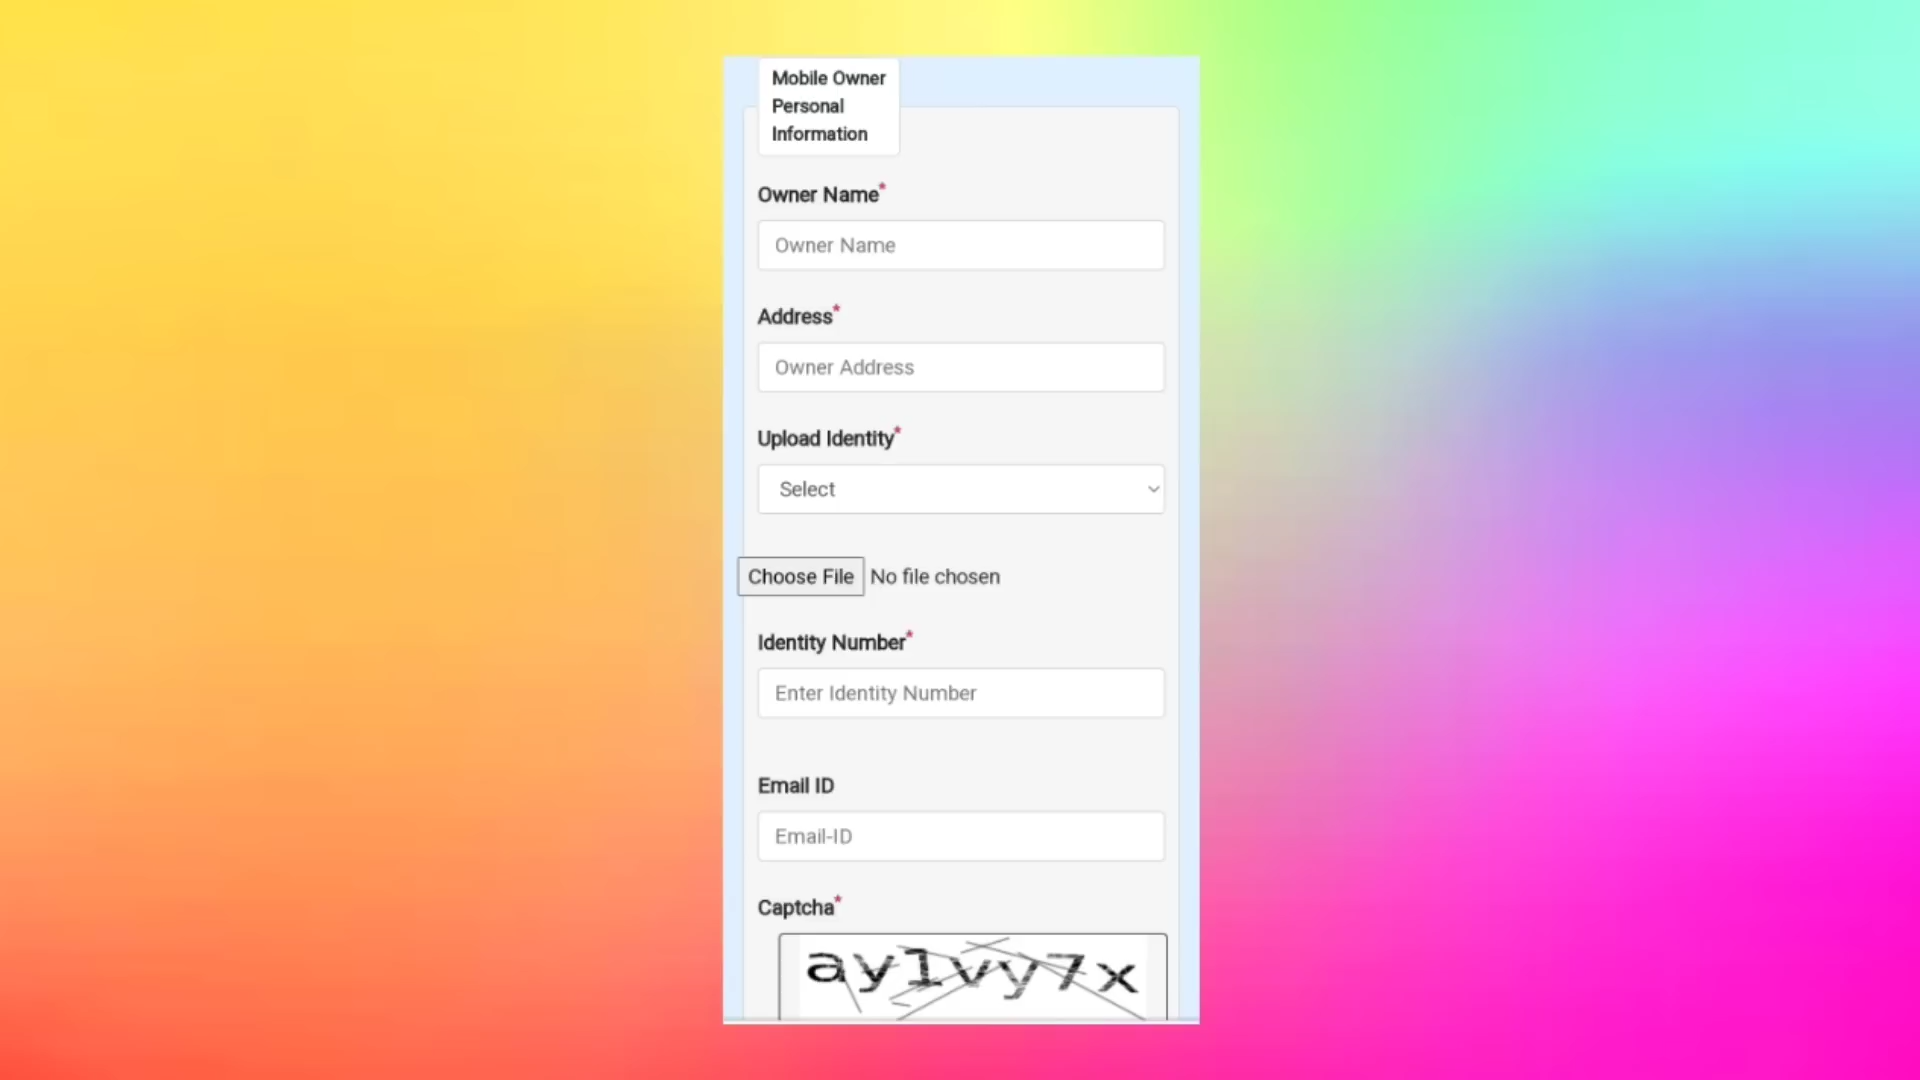 Mobile Owner
Personal
Information
Owner Name*
Owner Name
Address*
Owner Address
Upload Identity*
Select
Choose File No file chosen
Identity Number*
Enter Identity Number
Email ID
Email-ID
Captcha*